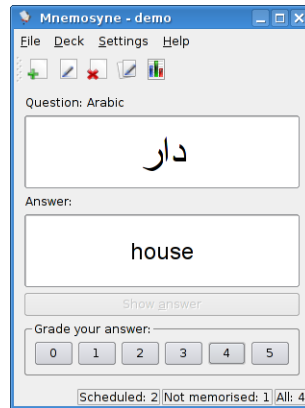 Mnemosyne - demo
File Deck Settings Help
Question: Arabic
دار
Answer:
house
Show answer
Grade your answer:
0 1 2 3 4 5
Scheduled: 2 Not memorised: 1 All: 4